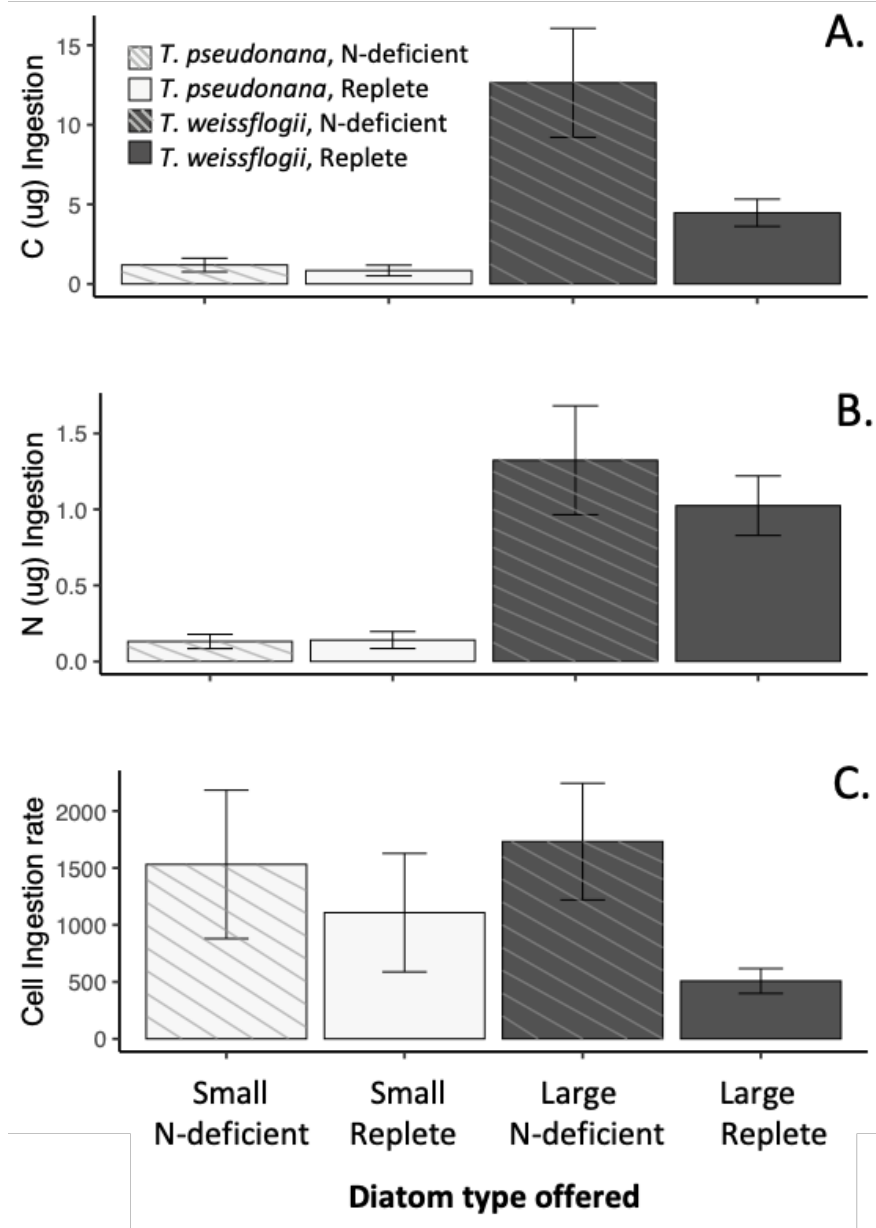 A.
T. pseudonana, N-deficient
T. pseudonana, Replete
T. weissflogii, N-deficient
T. weissflogii, Replete
C (ug) Ingestion
15
10
5
0
B.
N (ug) Ingestion
1.5
1.0
0.5
0.0
C.
Cell Ingestion rate
2000
1500
1000
500
0
Small Small Large Large
N-deficient Replete N-deficient Replete
Diatom type offered